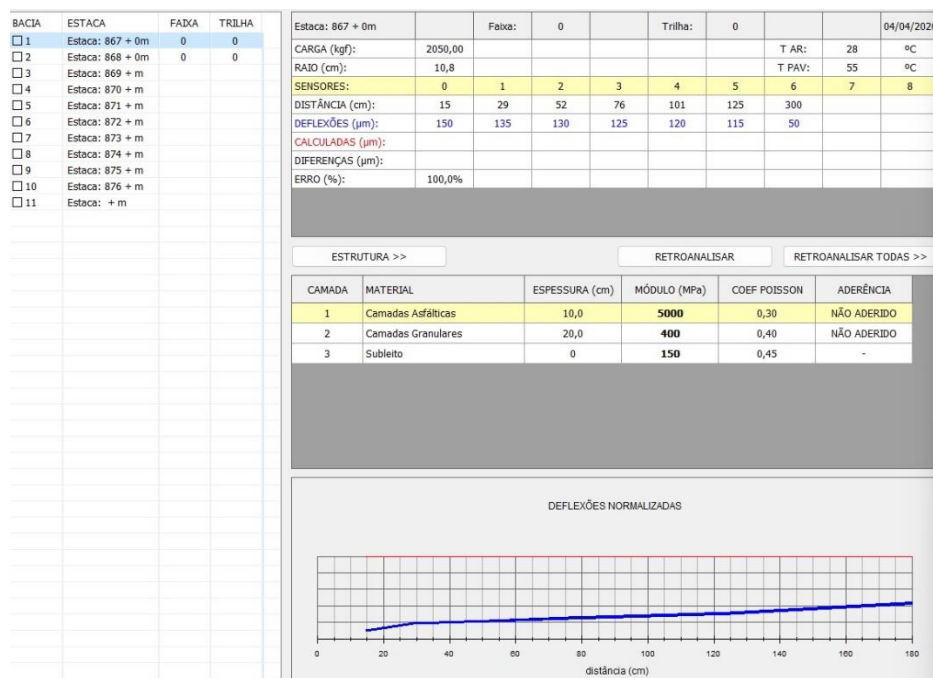 BACIA ESTACA FAIXA TRILHA
1 Estaca: 867 + 0m 0 0
2 Estaca: 868 + 0m 0 0
3 Estaca: 869 + m
4 Estaca: 870 + m
5 Estaca: 871 + m
6 Estaca: 872 + m
7 Estaca: 873 + m
8 Estaca: 874 + m
9 Estaca: 875 + m
10 Estaca: 876 + m
11 Estaca: + m
Estaca: 867 + 0m Faixa: 0 Trilha: 0 04/04/202
CARGA (kgf): 2050,00 T AR: 28 ºC
RAIO (cm): 10,8 T PAV: 55 ºC
SENSORES: 0 1 2 3 4 5 6 7 8
DISTÂNCIA (cm): 15 29 52 76 101 125 300
DEFLEXÕES (µm): 150 135 130 125 120 115 50
CALCULADAS (µm):
DIFERENÇAS (µm):
ERRO (%): 100,0%
ESTRUTURA >> RETROANALISAR RETROANALISAR TODAS >>
CAMADA MATERIAL ESPESSURA (cm) MÓDULO (MPa) COEF POISSON ADERÊNCIA
1 Camadas Asfálticas 10,0 5000 0,30 NÃO ADERIDO
2 Camadas Granulares 20,0 400 0,40 NÃO ADERIDO
3 Subleito 0 150 0,45 -
DEFLEXÕES NORMALIZADAS
0 20 40 60 80 100 120 140 160 180
distância (cm)